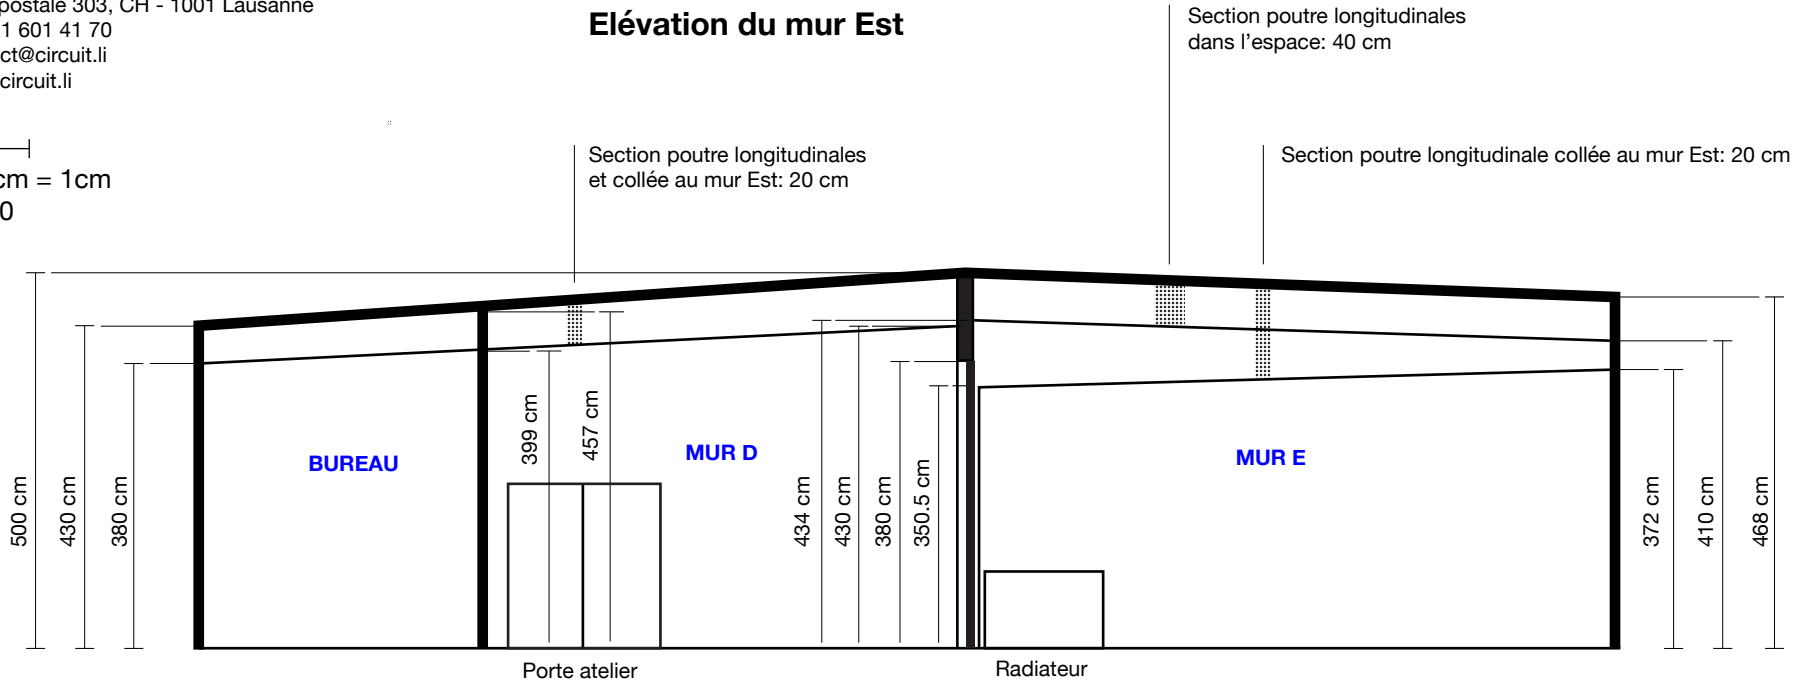 postale 303, CH - 1001 Lausanne
1 601 41 70
ct@circuit.li
circuit.li
cm = 1cm
0
Elévation du mur Est
Section poutre longitudinales
dans l'espace: 40 cm
Section poutre longitudinales
et collée au mur Est: 20 cm
Section poutre longitudinale collée au mur Est: 20 cm
500 cm
430 cm
380 cm
BUREAU
399 cm
457 cm
MUR D
434 cm
430 cm
380 cm
350.5 cm
MUR E
372 cm
410 cm
468 cm
Porte atelier
Radiateur